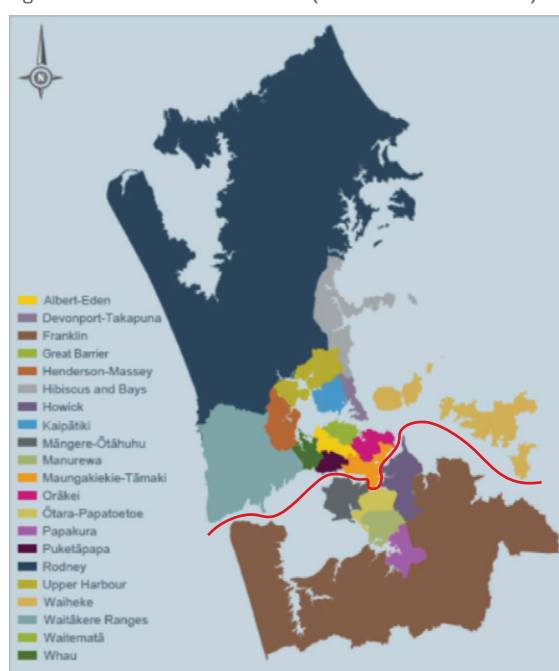 N
Albert-Eden
Devonport-Takapuna
Franklin
Great Barrier
Henderson-Massey
Hibiscus and Bays
Howick
Kaipātiki
Māngere-Ōtāhuhu
Manurewa
Maungakiekie-Tāmaki
Orākei
Ōtara-Papatoetoe
Papakura
Puketāpapa
Rodney
Upper Harbour
Waiheke
Waitākere Ranges
Waitematā
Whau